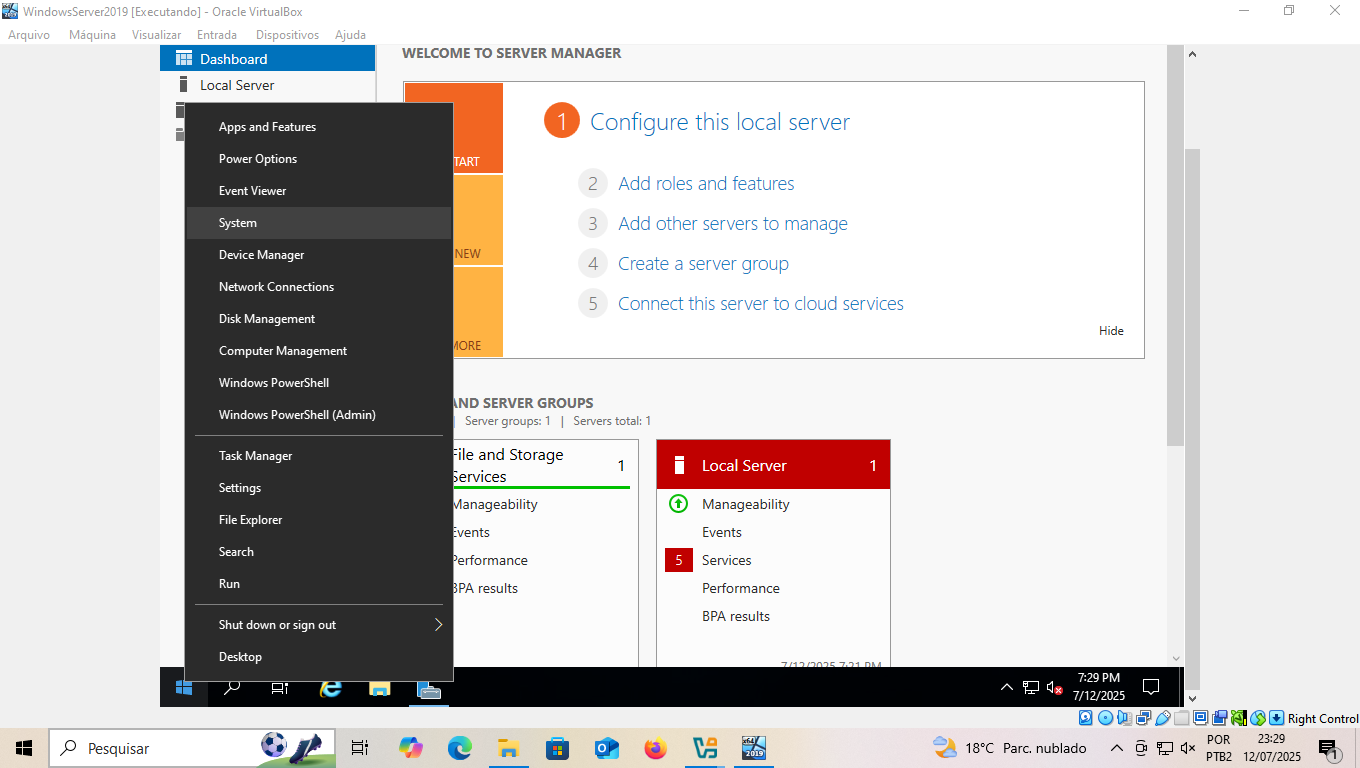 WindowsServer2019 [Executando] - Oracle VirtualBox
Arquivo Máquina Visualizar Entrada Dispositivos Ajuda
Dashboard
Local Server
WELCOME TO SERVER MANAGER
TART
NEW
MORE
1 Configure this local server
2 Add roles and features
3 Add other servers to manage
4 Create a server group
5 Connect this server to cloud services
Hide
Apps and Features
Power Options
Event Viewer
System
Device Manager
Network Connections
Disk Management
Computer Management
Windows PowerShell
Windows PowerShell (Admin)
Task Manager
Settings
File Explorer
Search
Run
Shut down or sign out
Desktop
AND SERVER GROUPS
Server groups: 1 | Servers total: 1
File and Storage
Services
1
Manageability
Events
Performance
BPA results
Local Server 1
Manageability
Events
5 Services
Performance
BPA results
7/12/2025 7:21 PM
7:29 PM
7/12/2025
Right Control
Pesquisar
x64
2019
18°C Parc. nublado
POR
PTB2
23:29
12/07/2025
1